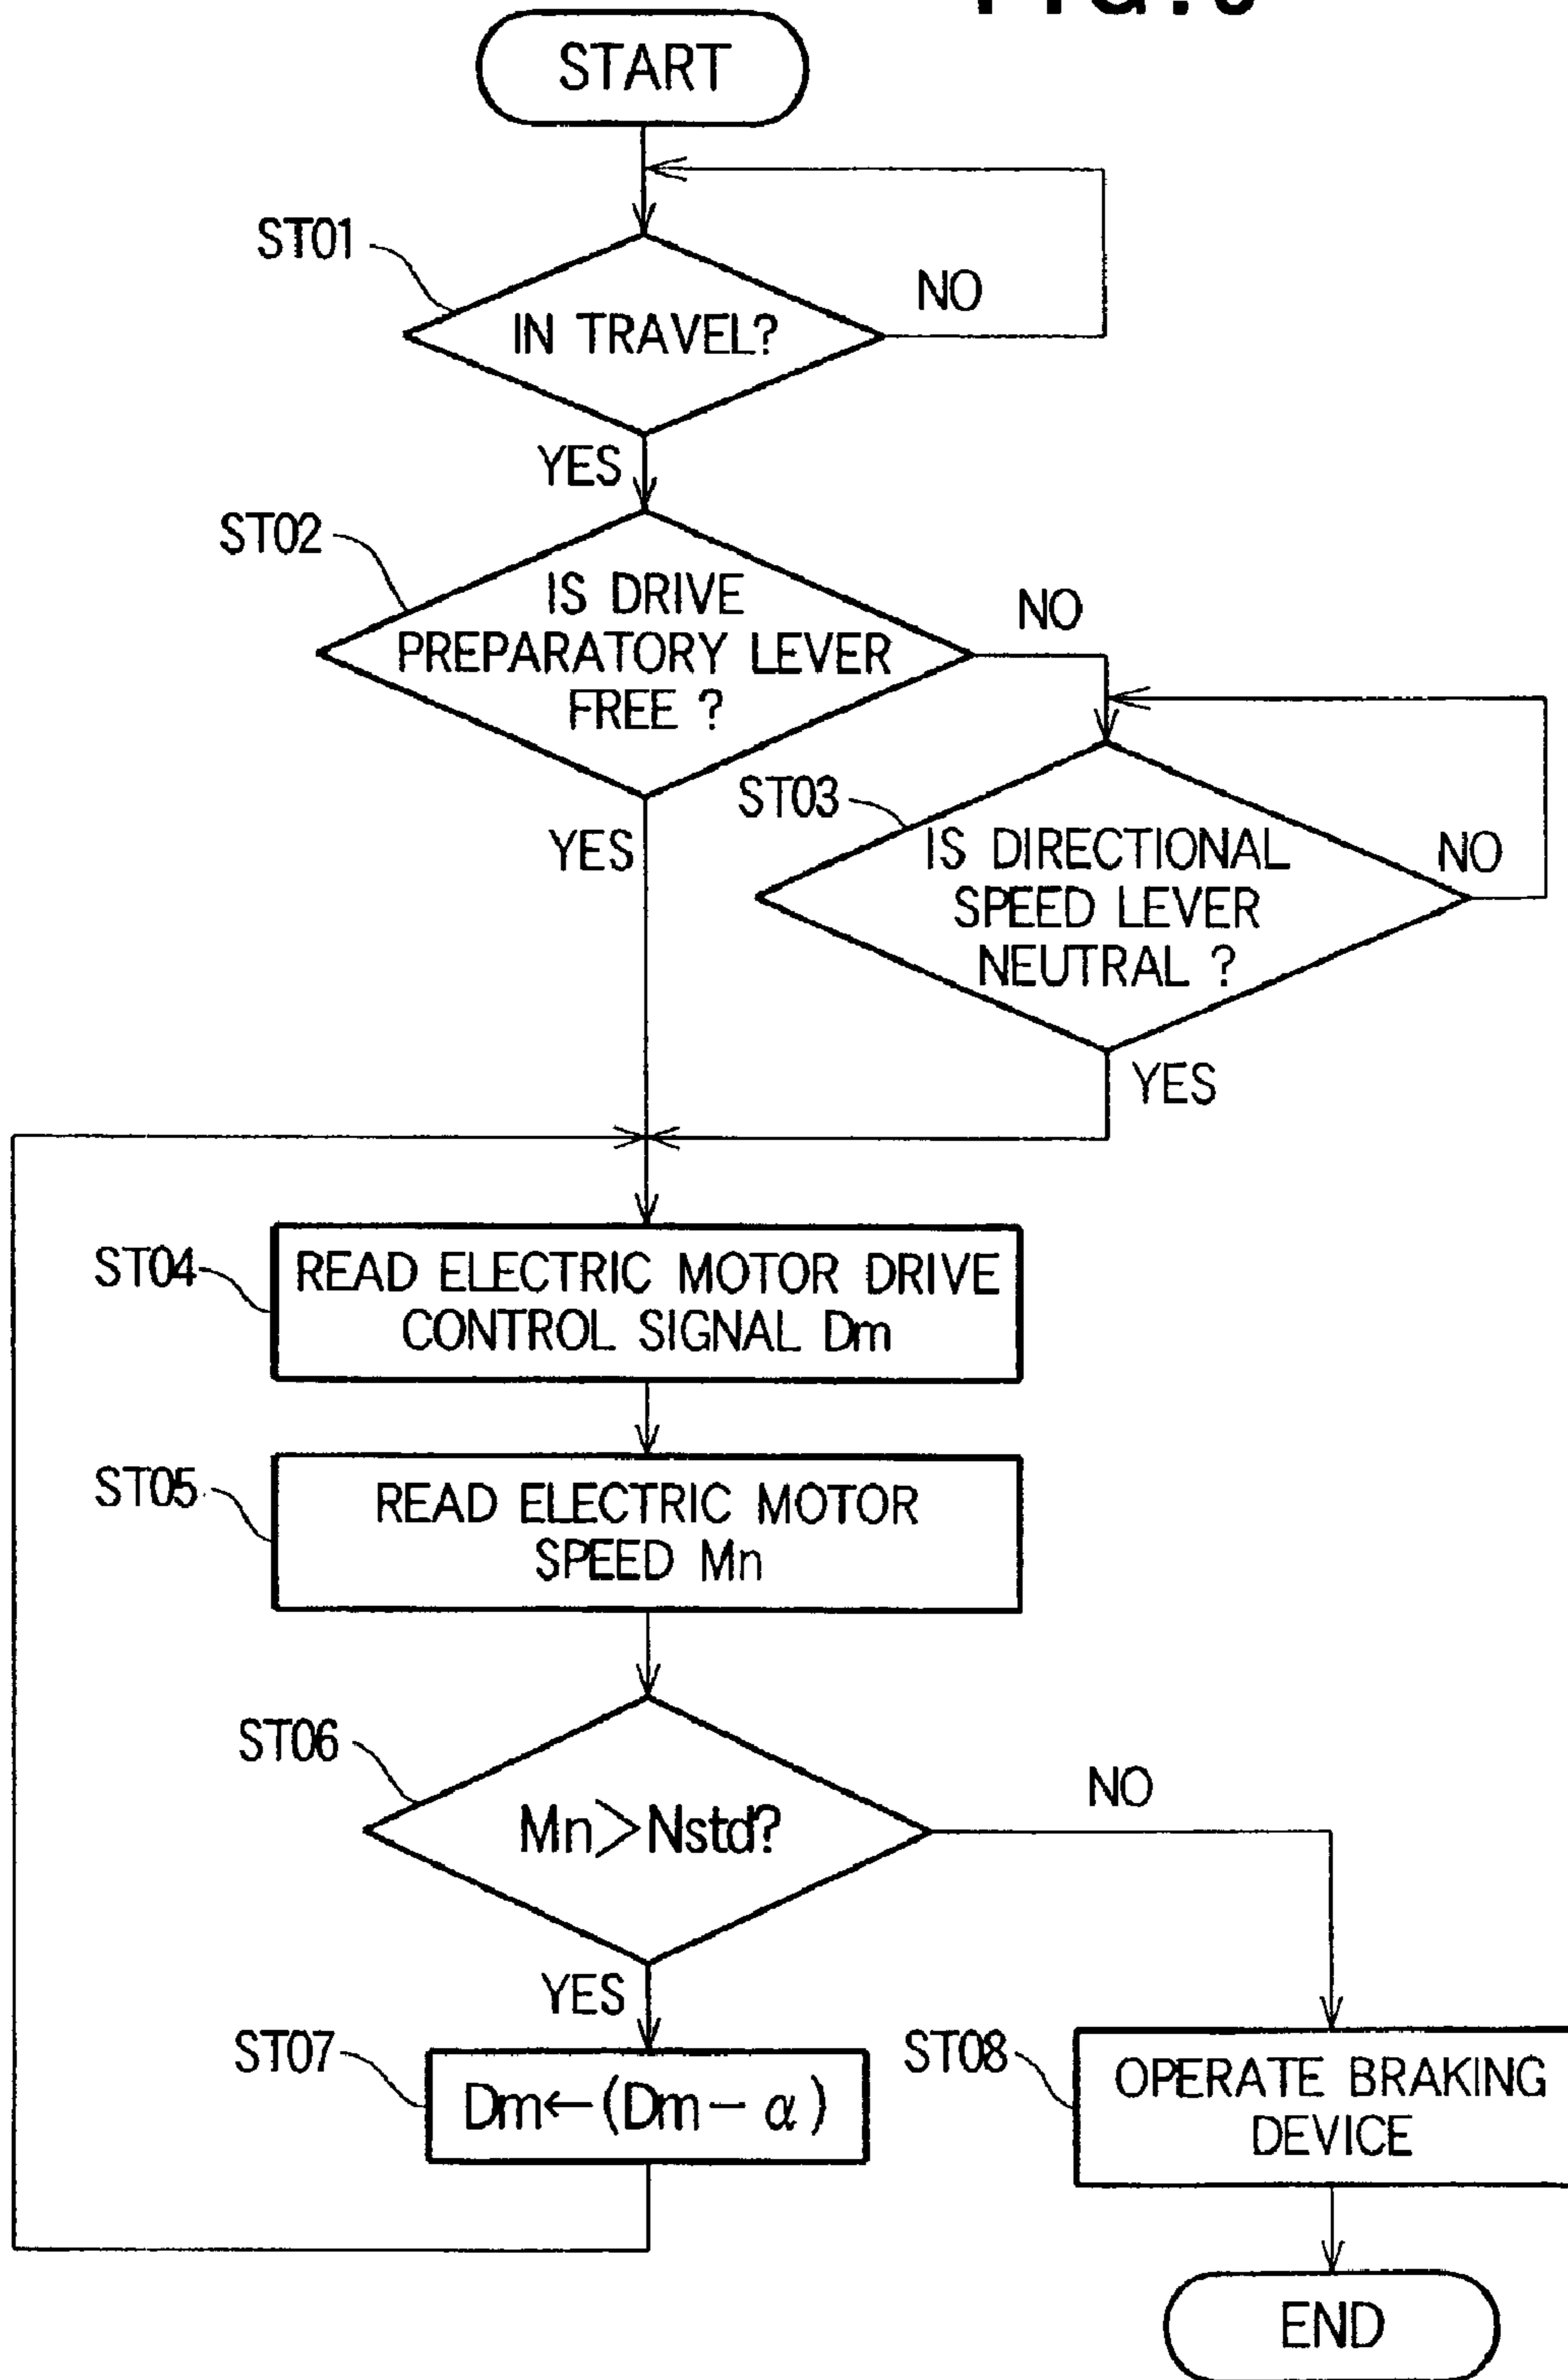 START
ST01
IN TRAVEL?
NO
YES
ST02
IS DRIVE
PREPARATORY LEVER
FREE ?
NO
YES
ST03
IS DIRECTIONAL
SPEED LEVER
NEUTRAL ?
NO
YES
ST04
READ ELECTRIC MOTOR DRIVE
CONTROL SIGNAL Dm
ST05
READ ELECTRIC MOTOR
SPEED Mn
ST06
Mn>Nstd?
NO
YES
ST07
Dm←(Dm－α)
ST08
OPERATE BRAKING
DEVICE
END